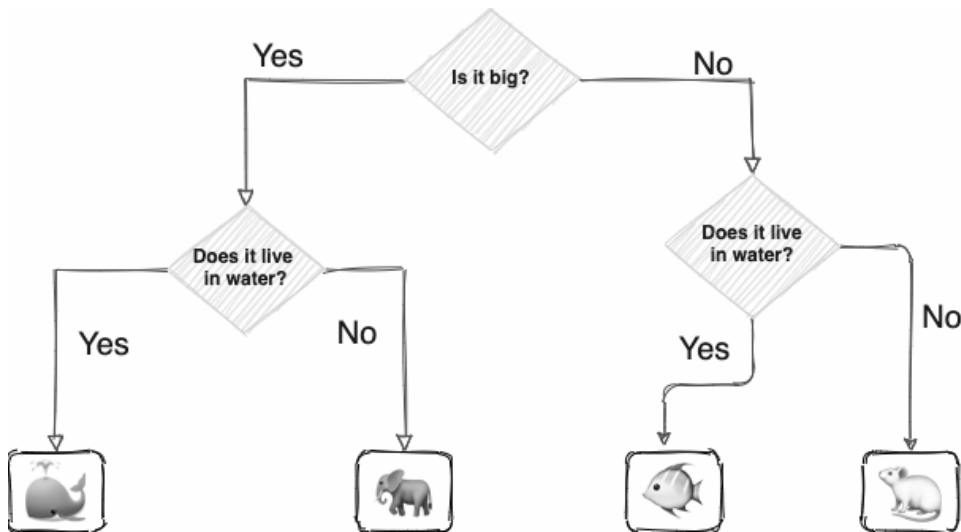 Is it big?
Yes
No
Does it live
in water?
Does it live
in water?
Yes
No
Yes
No